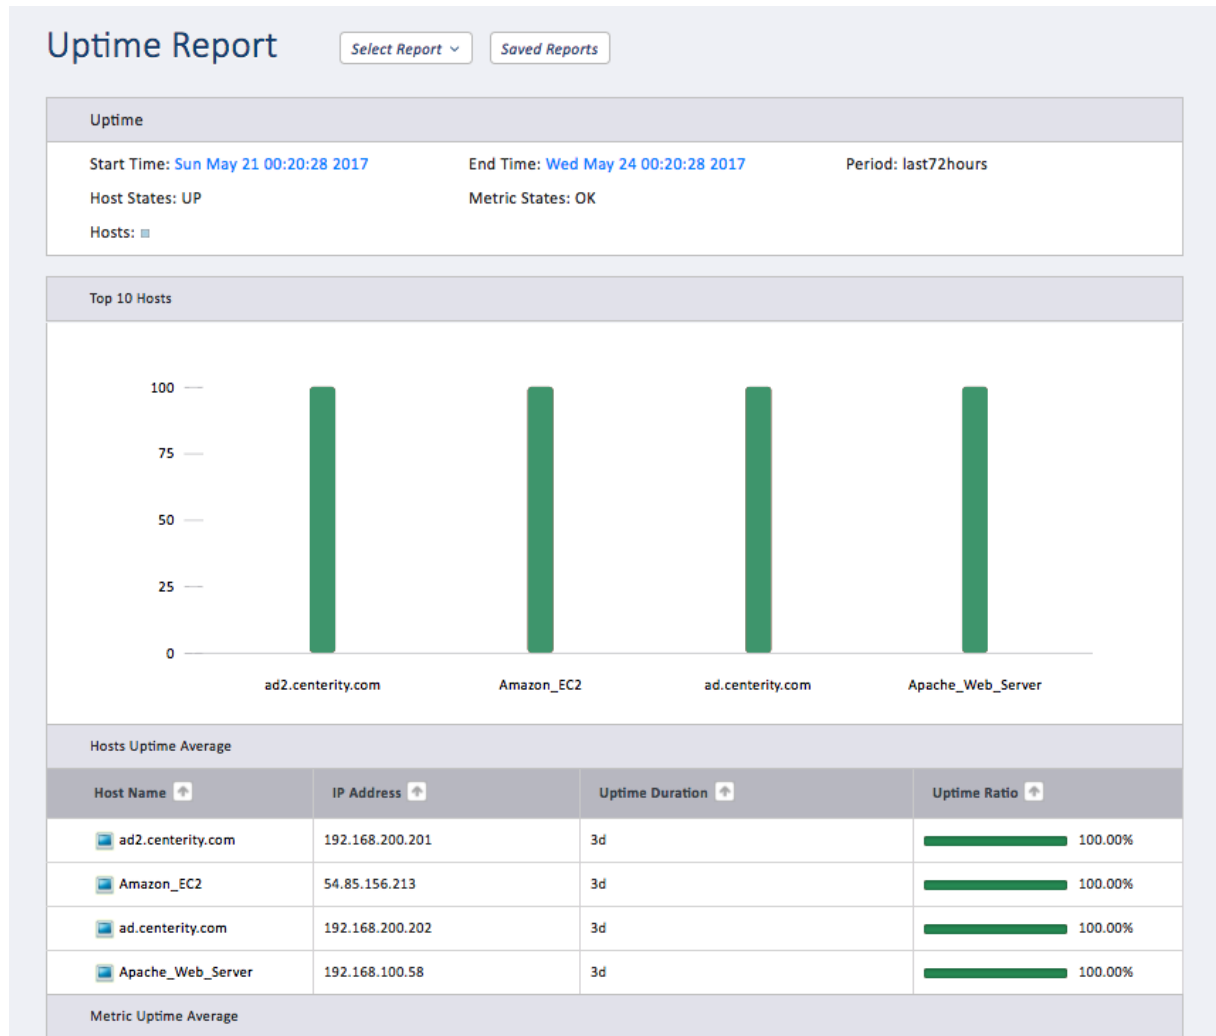 Uptime Report Select Report Saved Reports
Uptime
Start Time: Sun May 21 00:20:28 2017 End Time: Wed May 24 00:20:28 2017 Period: last72hours
Host States: UP Metric States: OK
Hosts:
Top 10 Hosts
100
75
50
25
0
ad2.centerity.com Amazon_EC2 ad.centerity.com Apache_Web_Server
Hosts Uptime Average
Host Name IP Address Uptime Duration Uptime Ratio
ad2.centerity.com 192.168.200.201 3d 100.00%
Amazon_EC2 54.85.156.213 3d 100.00%
ad.centerity.com 192.168.200.202 3d 100.00%
Apache_Web_Server 192.168.100.58 3d 100.00%
Metric Uptime Average